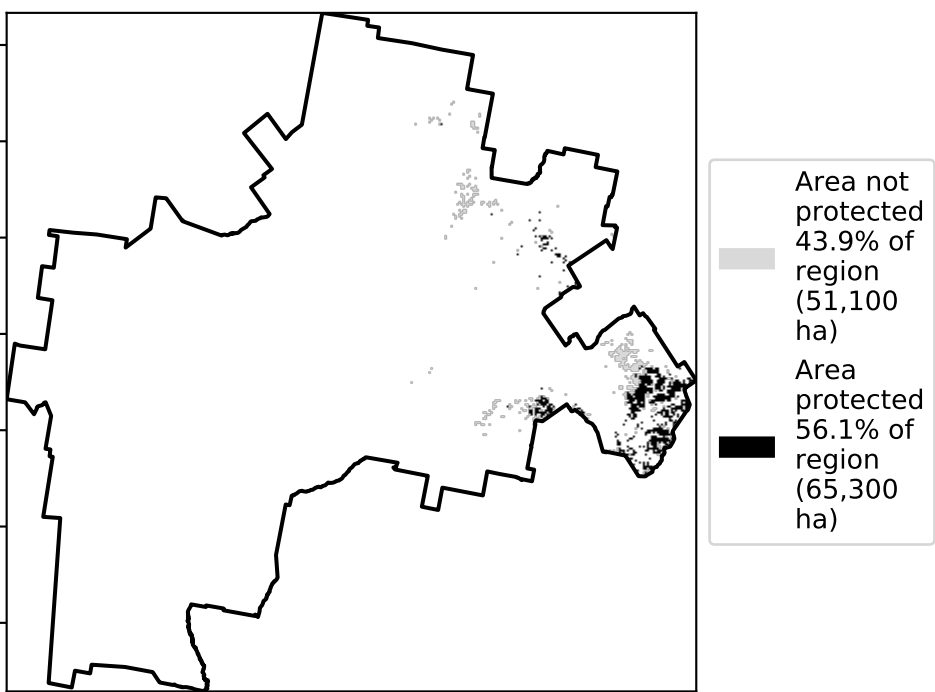 Area not
protected
43.9% of
region
(51,100
ha)
Area
protected
56.1% of
region
(65,300
ha)